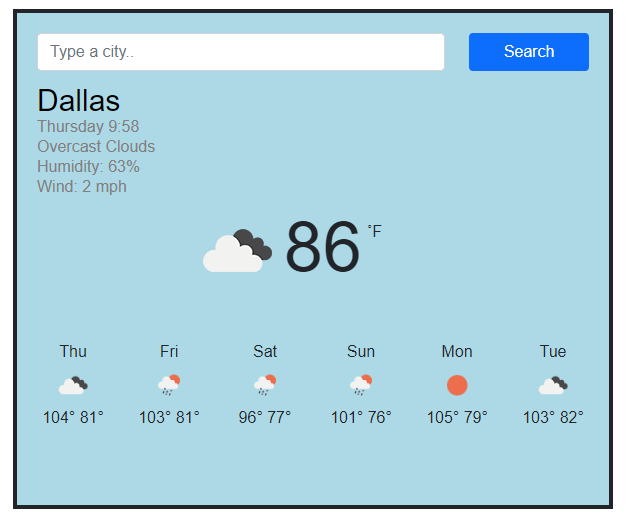 Type a city.. Search
Dallas
Thursday 9:58
Overcast Clouds
Humidity: 63%
Wind: 2 mph
86 °F
Thu Fri Sat Sun Mon Tue
104° 81° 103° 81° 96° 77° 101° 76° 105° 79° 103° 82°